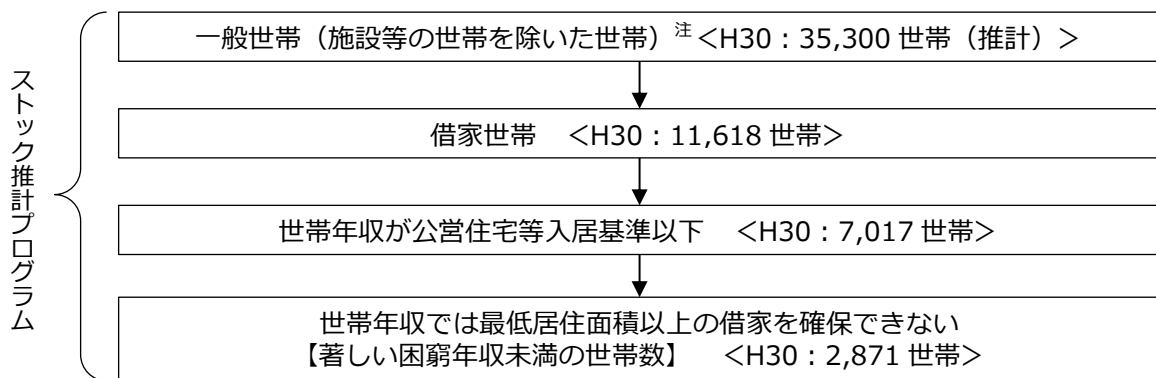 ストック推計プログラム
一般世帯（施設等の世帯を除いた世帯）注＜H30：35,300 世帯（推計）＞
借家世帯　＜H30：11,618 世帯＞
世帯年収が公営住宅等入居基準以下　＜H30：7,017 世帯＞
世帯年収では最低居住面積以上の借家を確保できない
【著しい困窮年収未満の世帯数】　＜H30：2,871 世帯＞